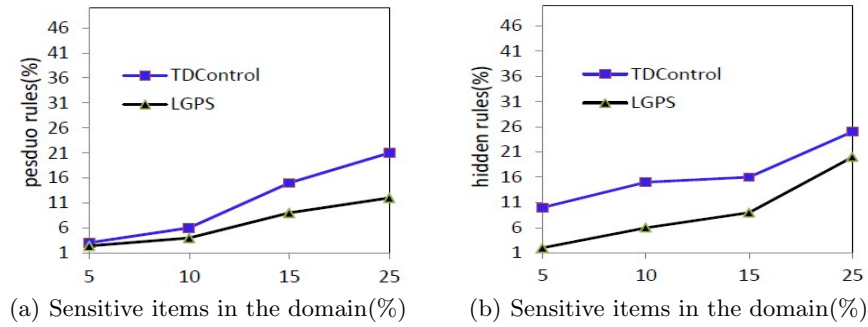 46
41
36
31
26
21
16
11
6
1
pesduo rules(%)
TDControl
LGPS
5 10 15 25
(a) Sensitive items in the domain(%)
46
41
36
31
26
21
16
11
6
1
hidden rules(%)
TDControl
LGPS
5 10 15 25
(b) Sensitive items in the domain(%)